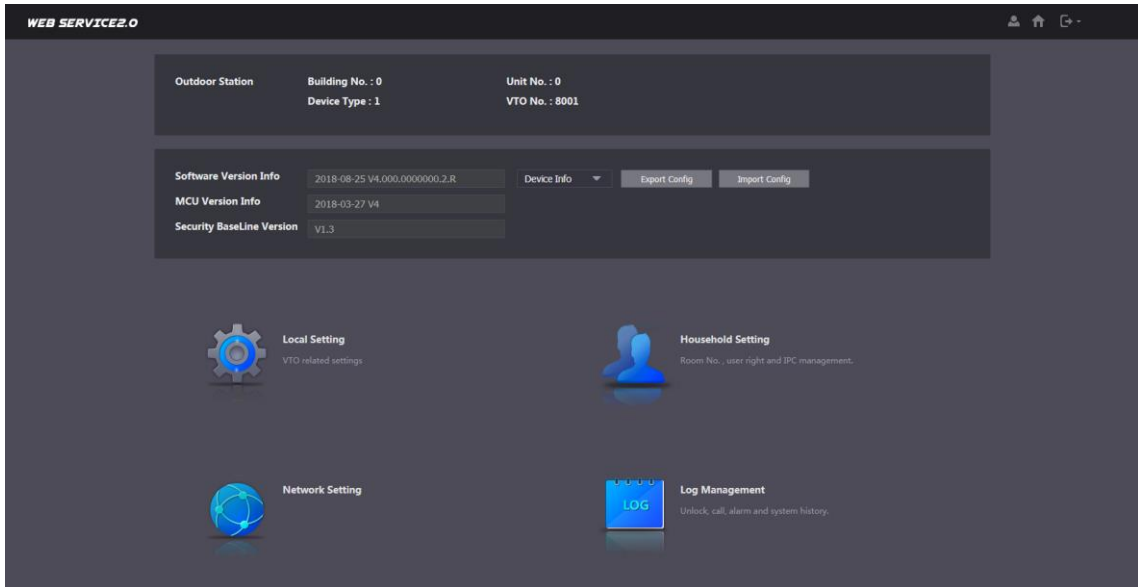 WEB SERVICE2.0
Outdoor Station Building No. : 0 Unit No. : 0
Device Type : 1 VTO No. : 8001
Software Version Info 2018-08-25 V4.000.0000000.2.R Device Info Export Config Import Config
MCU Version Info 2018-03-27 V4
Security BaseLine Version V1.3
Local Setting
VTO related settings
Household Setting
Room No. , user right and IPC management.
Network Setting
LOG
Log Management
Unlock, call, alarm and system history.